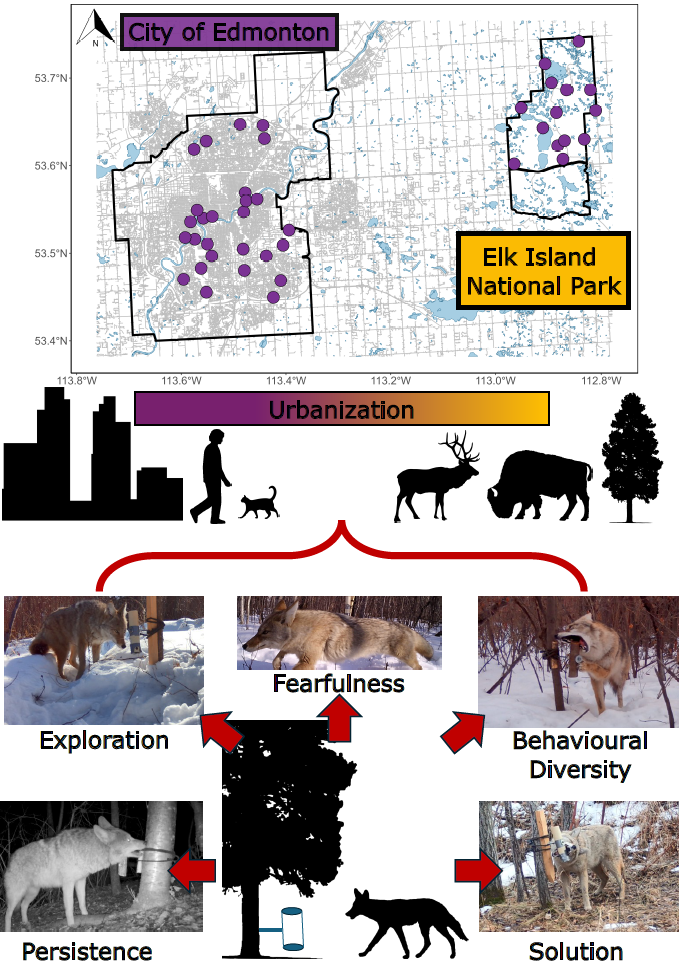 City of Edmonton
N
53.7°N
53.6°N
53.5°N
53.4°N
Elk Island
National Park
113.8°W
113.6°W
113.4°W
113.2°W
113.0°W
112.8°W
Urbanization
Fearfulness
Exploration
Behavioural
Diversity
Persistence
Solution